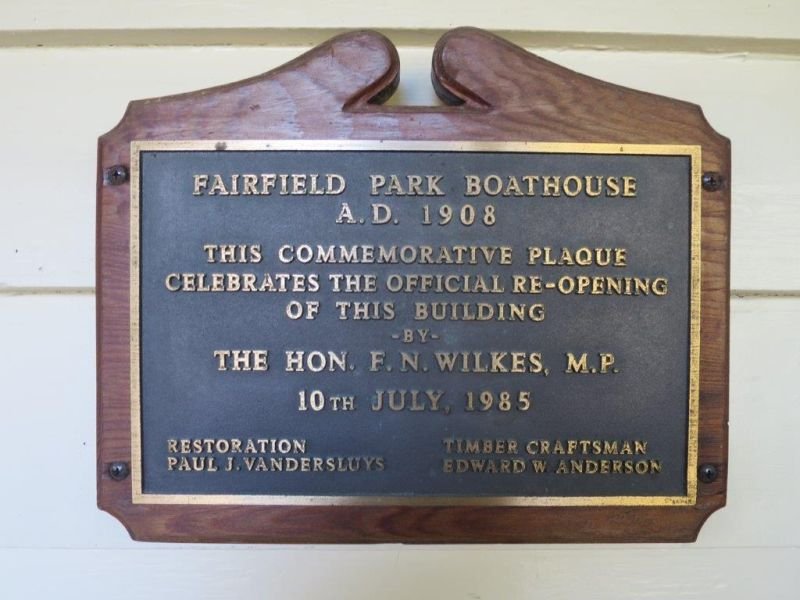 FAIRFIELD PARK BOATHOUSE
A.D. 1908
THIS COMMEMORATIVE PLAQUE
CELEBRATES THE OFFICIAL RE-OPENING
OF THIS BUILDING
-BY-
THE HON. F. N. WILKES, M.P.
10TH JULY, 1985
RESTORATION
PAUL J. VANDERSLUYS
TIMBER CRAFTSMAN
EDWARD W ANDERSON